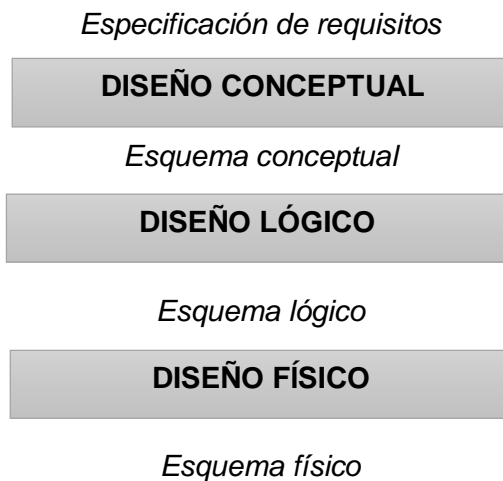 Especificación de requisitos
DISEÑO CONCEPTUAL
Esquema conceptual
DISEÑO LÓGICO
Esquema lógico
DISEÑO FÍSICO
Esquema físico